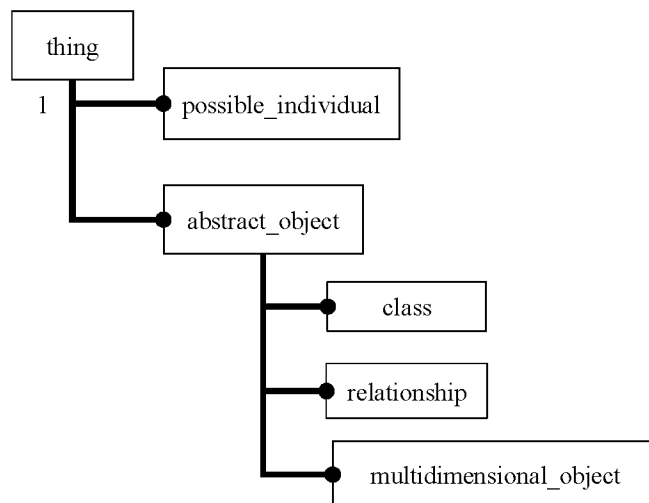 thing
1
possible_individual
abstract_object
class
relationship
multidimensional_object